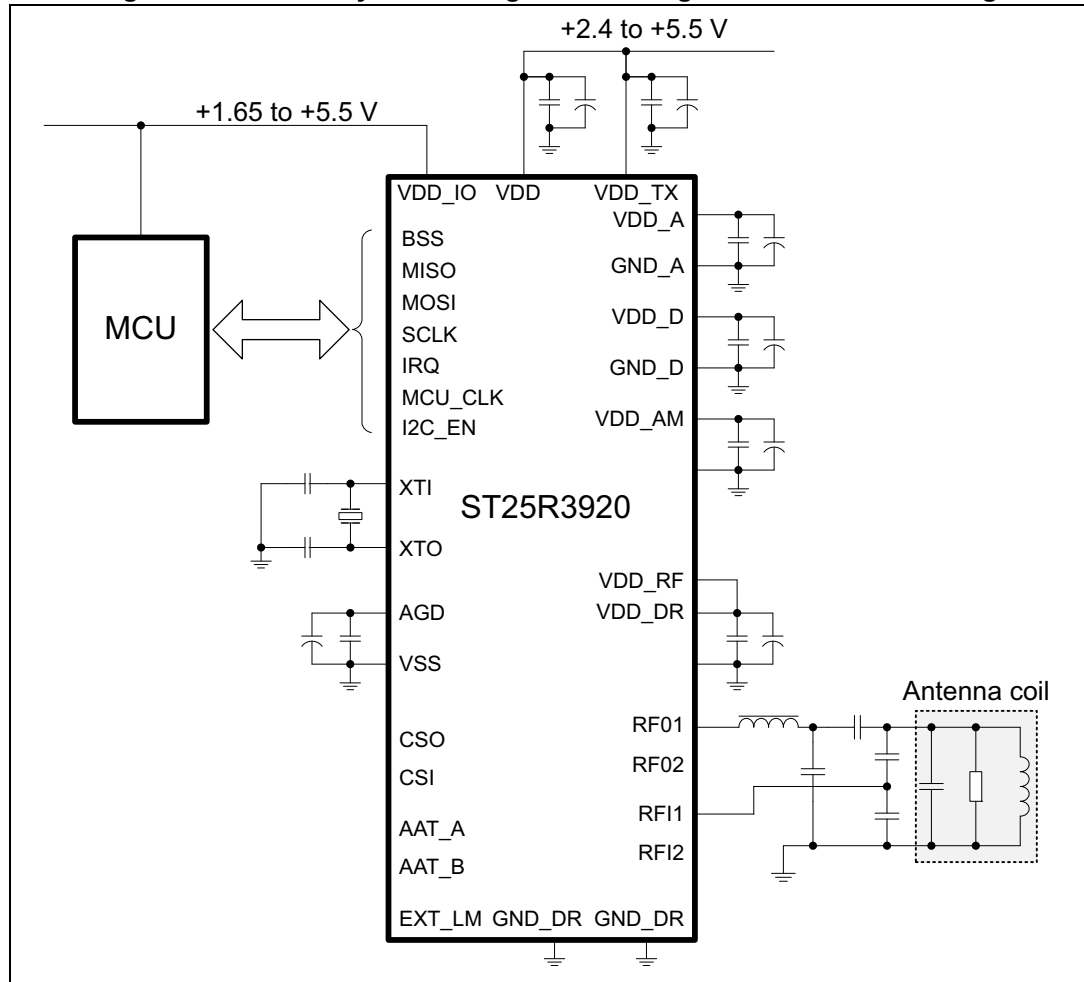 +2.4 to +5.5 V
+1.65 to +5.5 V
VDD_IO VDD VDD_TX
VDD_A
BSS
GND_A
MISO
MOSI
VDD_D
MCU
SCLK
IRQ
GND_D
MCU_CLK
VDD_AM
I2C_EN
XTI
ST25R3920
XTO
VDD_RF
AGD
VDD_DR
VSS
Antenna coil
RF01
CSO
RF02
CSI
RFI1
AAT_A
RFI2
AAT_B
EXT_LM GND_DR GND_DR